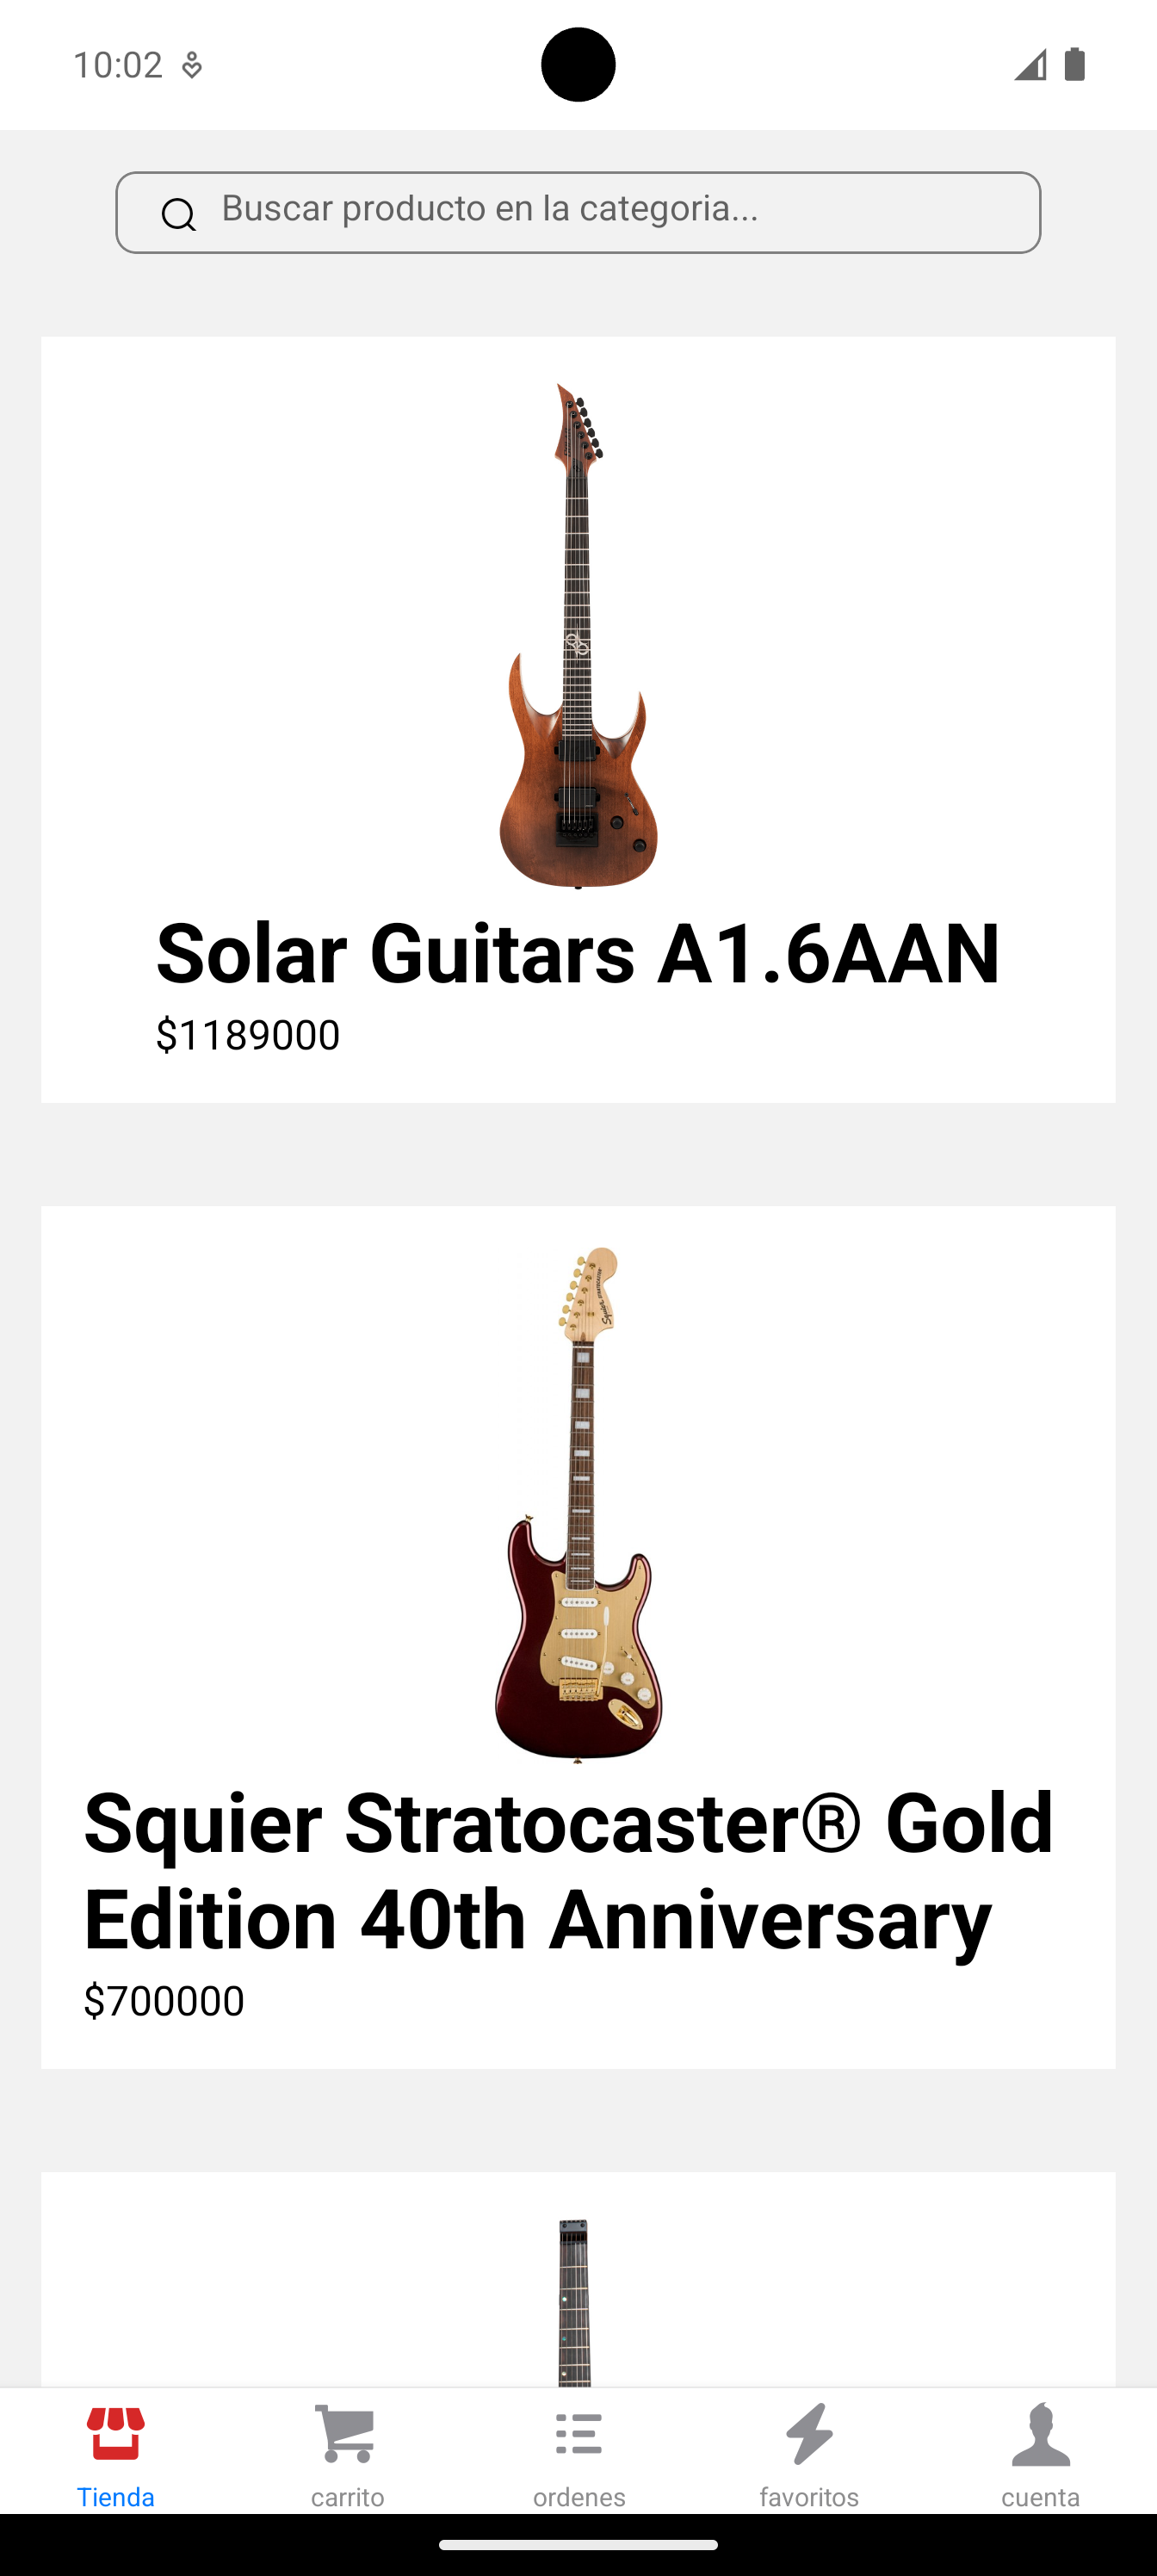 10:02
Buscar producto en la categoria...
Solar Guitars A1.6AAN
$1189000
Squier Stratocaster® Gold
Edition 40th Anniversary
$700000
Tienda
carrito
ordenes
favoritos
cuenta